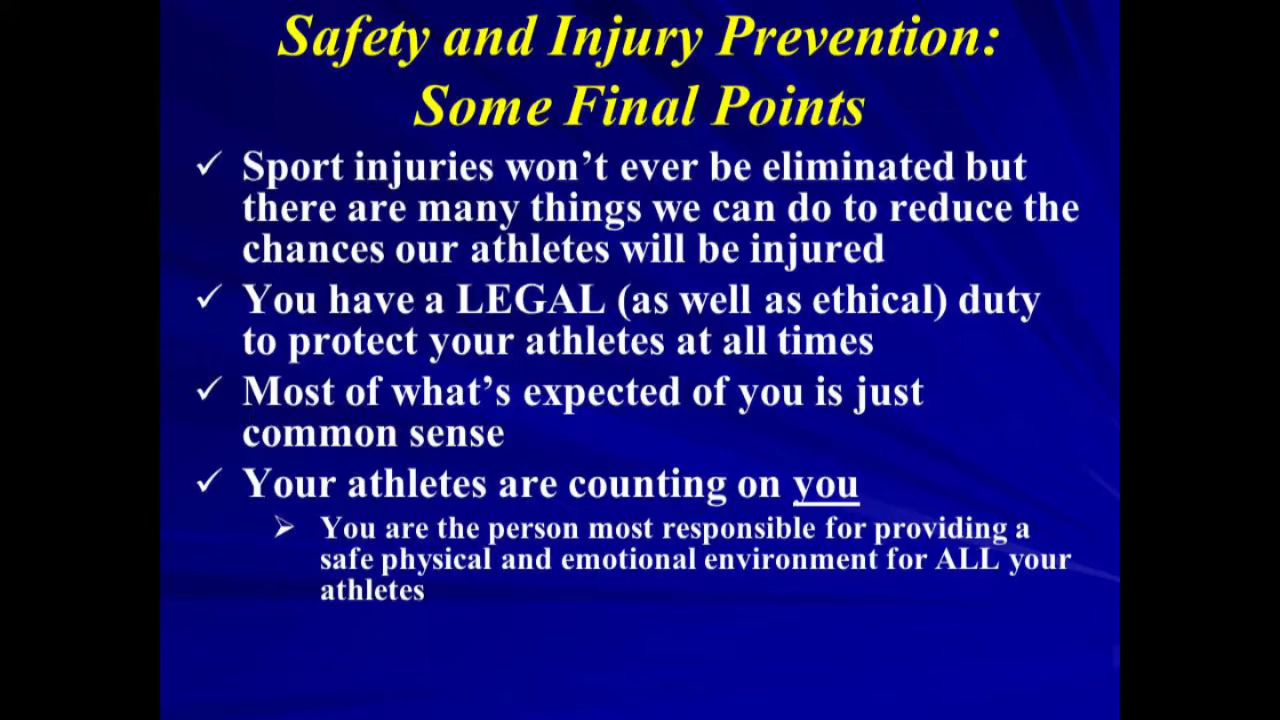 Safety and Injury Prevention:
Some Final Points
✓ Sport injuries won’t ever be eliminated but
there are many things we can do to reduce the
chances our athletes will be injured
✓ You have a LEGAL (as well as ethical) duty
to protect your athletes at all times
✓ Most of what’s expected of you is just
common sense
✓ Your athletes are counting on you
➢ You are the person most responsible for providing a
safe physical and emotional environment for ALL your
athletes